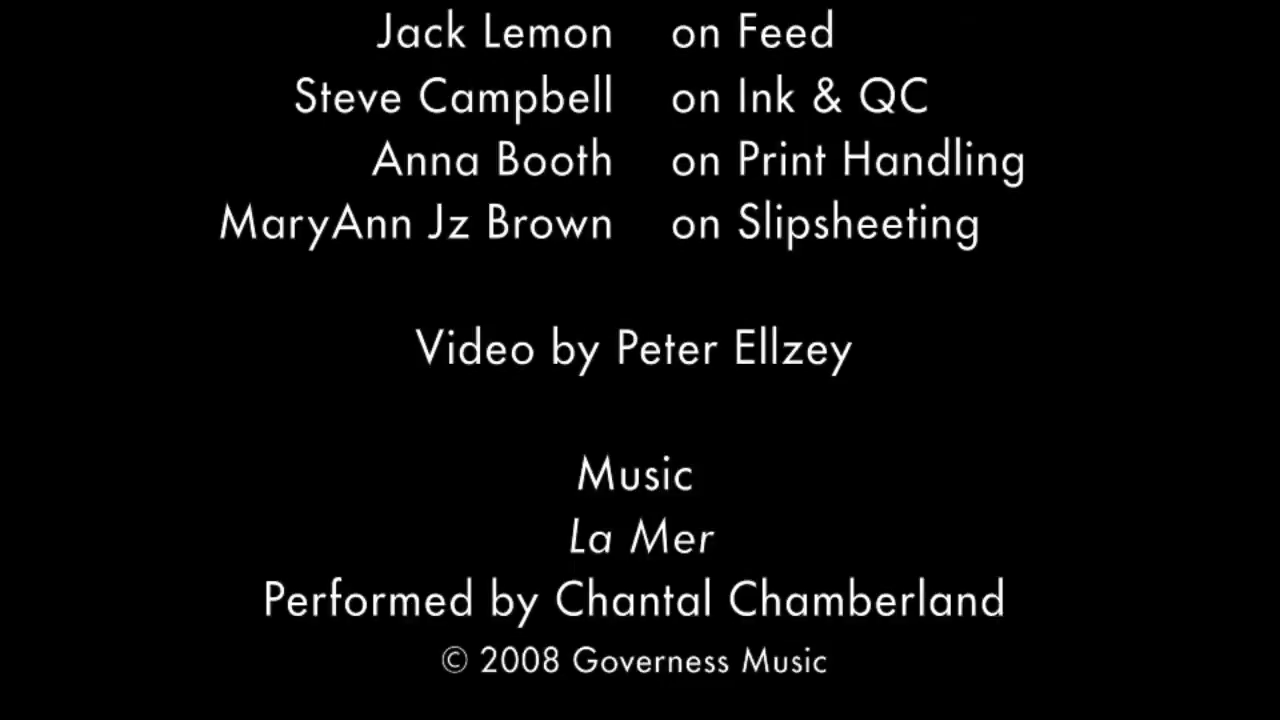 Jack Lemon on Feed
Steve Campbell on Ink & QC
Anna Booth on Print Handling
MaryAnn Jz Brown on Slipsheeting
Video by Peter Ellzey
Music
La Mer
Performed by Chantal Chamberland
© 2008 Governess Music